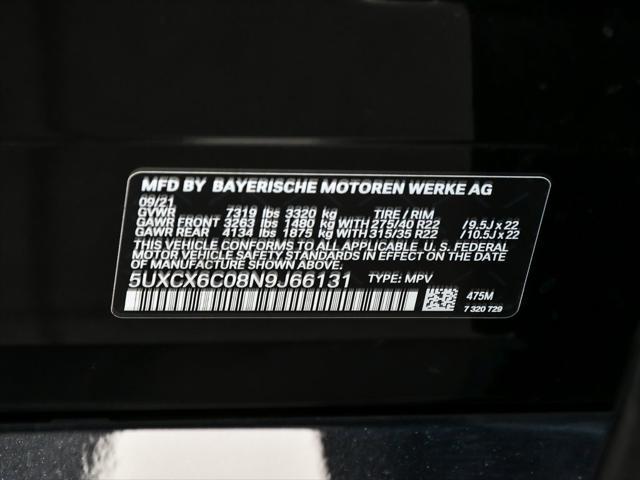 MFD BY BAYERISCHE MOTOREN WERKE AG
09/21
GVWR 7319 lbs 3320 kg TIRE / RIM
GAWR FRONT 3263 lbs 1480 kg WITH 275/40 R22 / 9.5J x 22
GAWR REAR 4134 lbs 1875 kg WITH 315/35 R22 / 10.5J x 22
THIS VEHICLE CONFORMS TO ALL APPLICABLE U. S. FEDERAL
MOTOR VEHICLE SAFETY STANDARDS IN EFFECT ON THE DATE
OF MANUFACTURE SHOWN ABOVE.
5UXCX6C08N9J66131 TYPE: MPV
475M
7 320 729